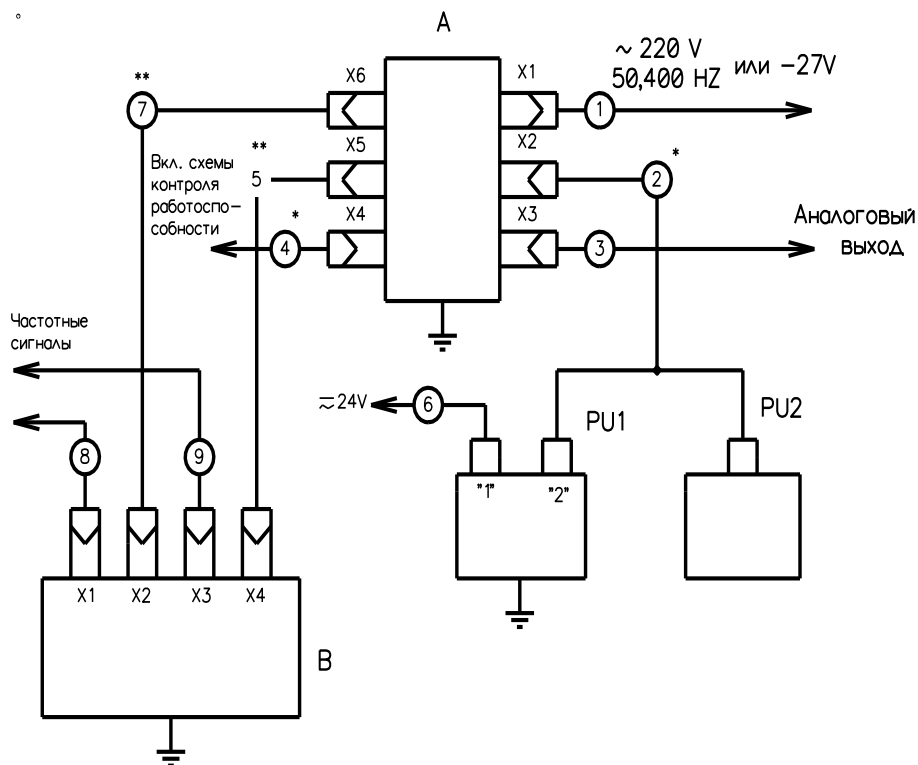 A
~ 220 V
50,400 HZ или -27V
**
X6
X1
7
1
X5
X2
**
*
Вкл. схемы
контроля
работоспо-
собности
5
2
X4
X3
*
4
3
Аналоговый
выход
Частотные
сигналы
≂24V
6
PU1
PU2
8
9
"1"
"2"
X1 X2 X3 X4
B